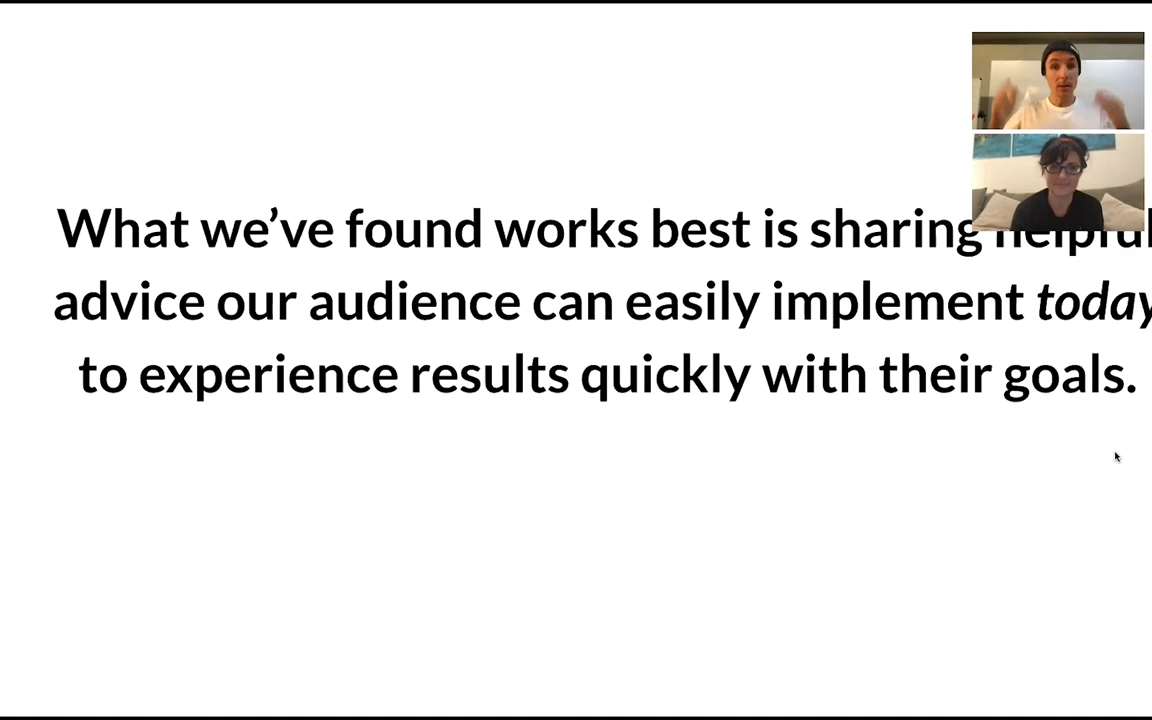 What we’ve found works best is sharing helpful
advice our audience can easily implement today
to experience results quickly with their goals.